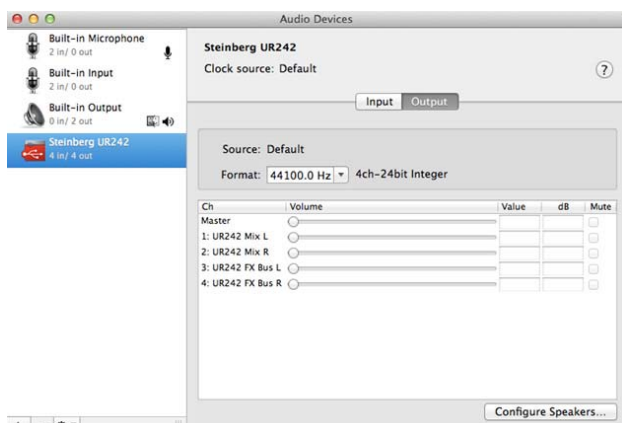 Audio Devices
Built-in Microphone
2 in/ 0 out
Built-in Input
2 in/ 0 out
Built-in Output
0 in/ 2 out
Steinberg UR242
4 in/ 4 out
Steinberg UR242
Clock source: Default
?
Input Output
Source: Default
Format: 44100.0 Hz 4ch-24bit Integer
Ch Volume Value dB Mute
Master
1: UR242 Mix L
2: UR242 Mix R
3: UR242 FX Bus L
4: UR242 FX Bus R
Configure Speakers...